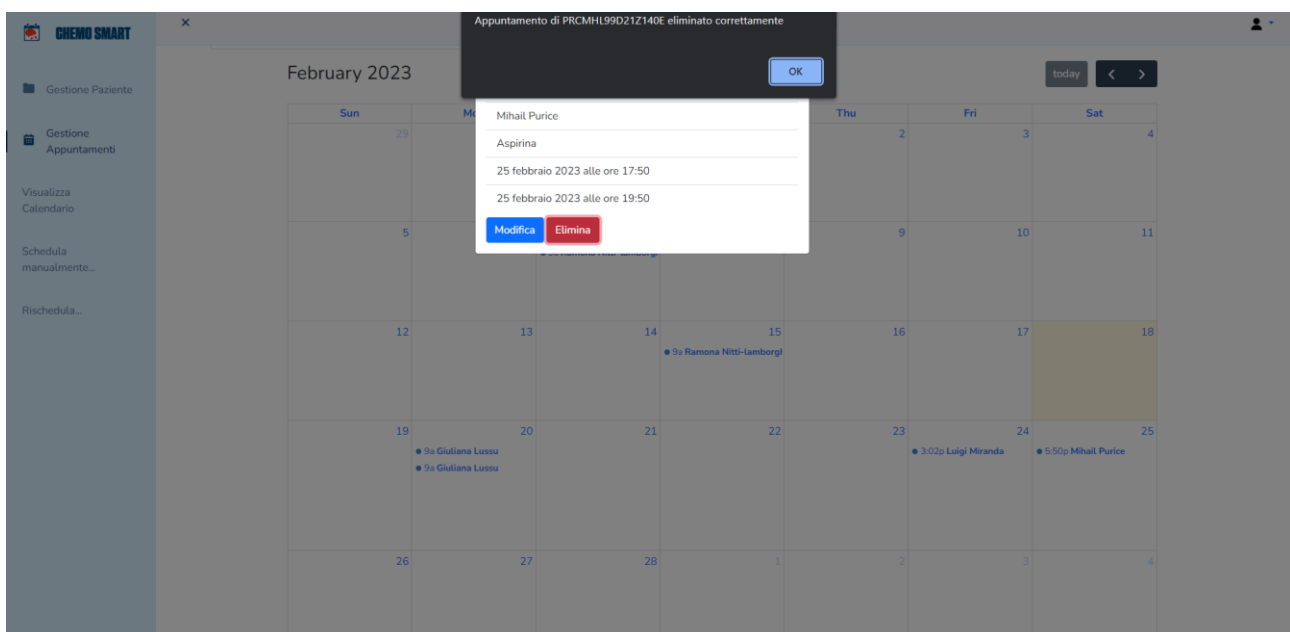 CHEMO SMART
×
Gestione Paziente
Gestione
Appuntamenti
Visualizza
Calendario
Schedula
manualmente...
Rischedula...
Appuntamento di PRCMHL99D21Z140E eliminato correttamente
OK
February 2023
today
Mihail Purice
Aspirina
25 febbraio 2023 alle ore 17:50
25 febbraio 2023 alle ore 19:50
Modifica Elimina
Sun Thu Fri Sat
29 2 3 4
5 9 10 11
12 13 14 15 16 17 18
9a Ramona Nitti-lamborgl
19 20 21 22 23 24 25
9a Giuliana Lussu 3:02p Luigi Miranda 5:50p Mihail Purice
9a Giuliana Lussu
26 27 28 1 2 3 4